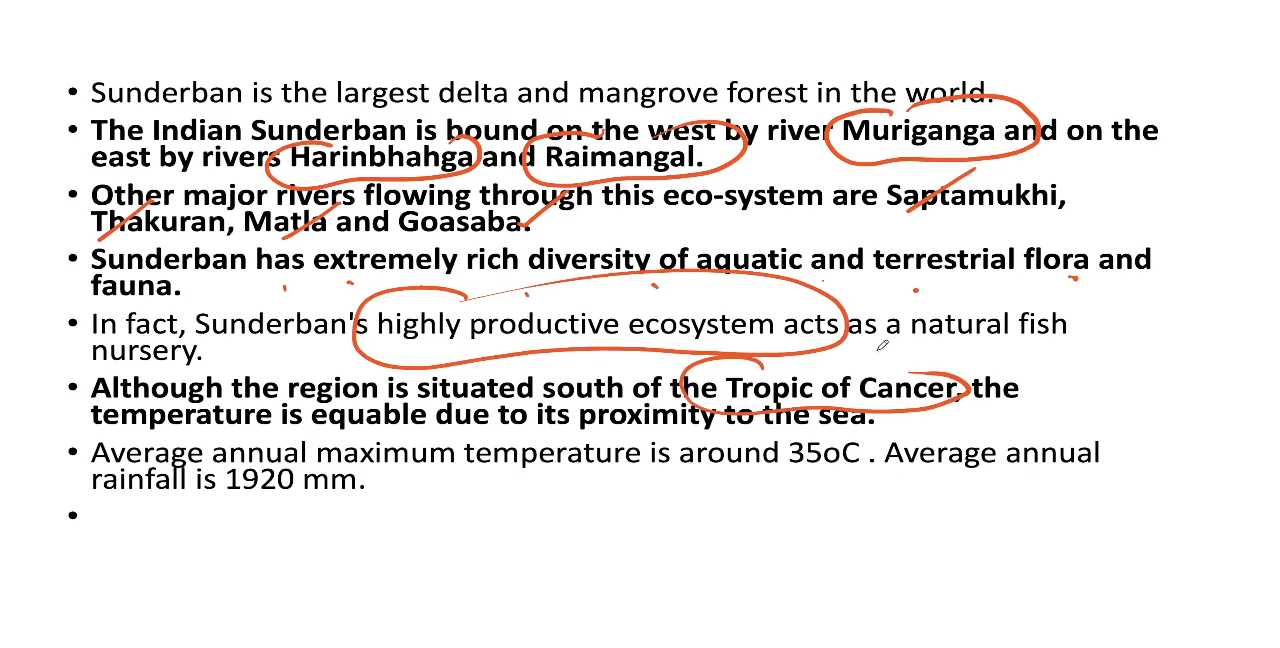 • Sunderban is the largest delta and mangrove forest in the world.
• The Indian Sunderban is bound on the west by river Muriganga and on the
east by rivers Harinbhahga and Raimangal.
• Other major rivers flowing through this eco-system are Saptamukhi,
Thakuran, Matla and Goasaba.
• Sunderban has extremely rich diversity of aquatic and terrestrial flora and
fauna.
• In fact, Sunderban's highly productive ecosystem acts as a natural fish
nursery.
• Although the region is situated south of the Tropic of Cancer, the
temperature is equable due to its proximity to the sea.
• Average annual maximum temperature is around 35oC . Average annual
rainfall is 1920 mm.
•